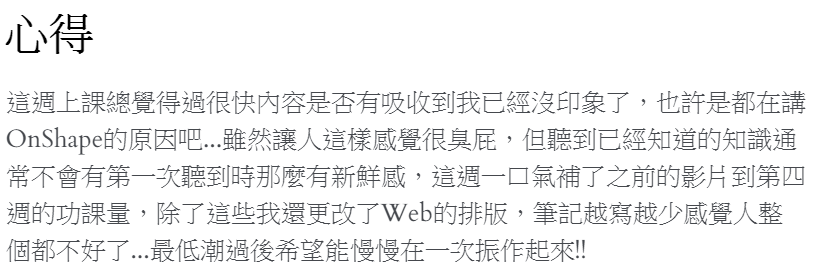 心得
這週上課總覺得過很快內容是否有吸收到我已經沒印象了，也許是都在講
OnShape的原因吧...雖然讓人這樣感覺很臭屁，但聽到已經知道的知識通
常不會有第一次聽到時那麼有新鮮感，這週一口氣補了之前的影片到第四
週的功課量，除了這些我還更改了Web的排版，筆記越寫越少感覺人整
個都不好了...最低潮過後希望能慢慢在一次振作起來!!